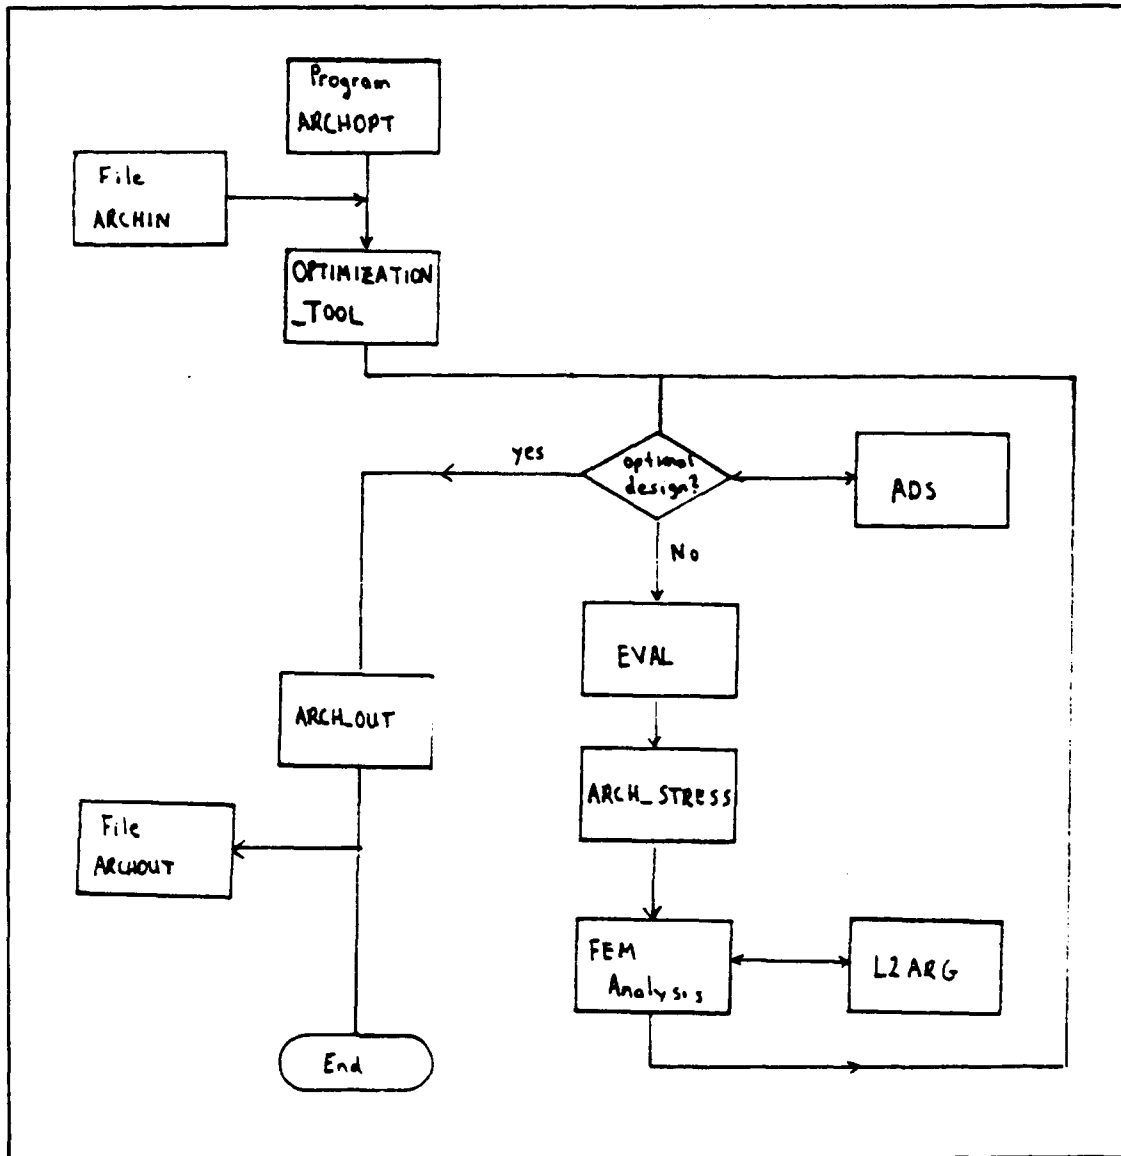 Program
ARCHOPT
File
ARCHIN
OPTIMIZATION
_TOOL
yes
optimal
design?
ADS
No
EVAL
ARCH_OUT
ARCH_STRESS
File
ARCHOUT
FEM
Analysis
L2ARG
End